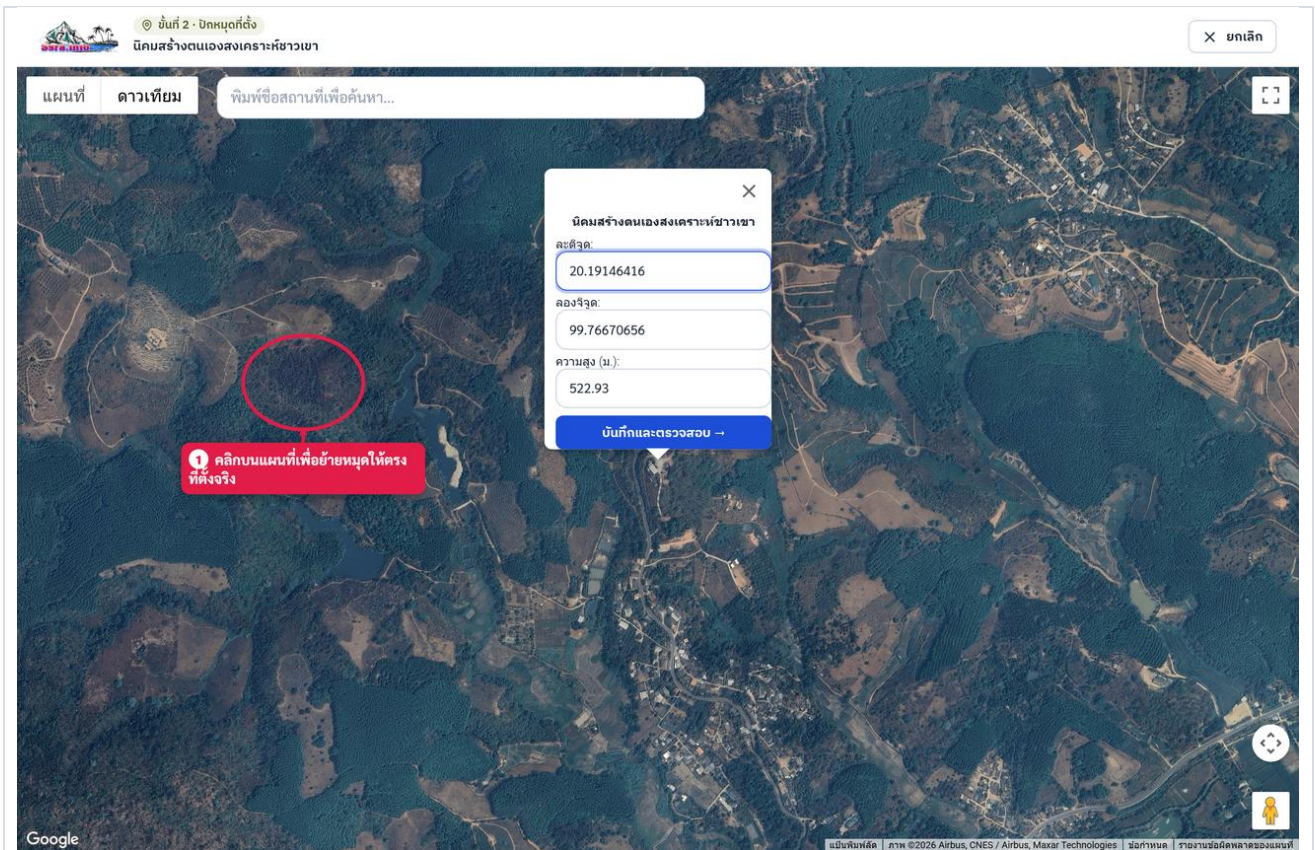 ขั้นที่ 2 · ปักหมุดที่ตั้ง
นิคมสร้างตนเองสงเคราะห์ชาวเขา
ยกเลิก
แผนที่
ดาวเทียม
พิมพ์ชื่อสถานที่เพื่อค้นหา...
นิคมสร้างตนเองสงเคราะห์ชาวเขา
ละติจูด:
20.19146416
ลองจิจูด:
99.76670656
ความสูง (ม.):
522.93
บันทึกและตรวจสอบ →
1 คลิกบนแผนที่เพื่อย้ายหมุดให้ตรง
ที่ตั้งจริง
Google
แป้นพิมพ์ลัด
ภาพ ©2026 Airbus, CNES / Airbus, Maxar Technologies
ข้อกำหนด
รายงานข้อผิดพลาดของแผนที่